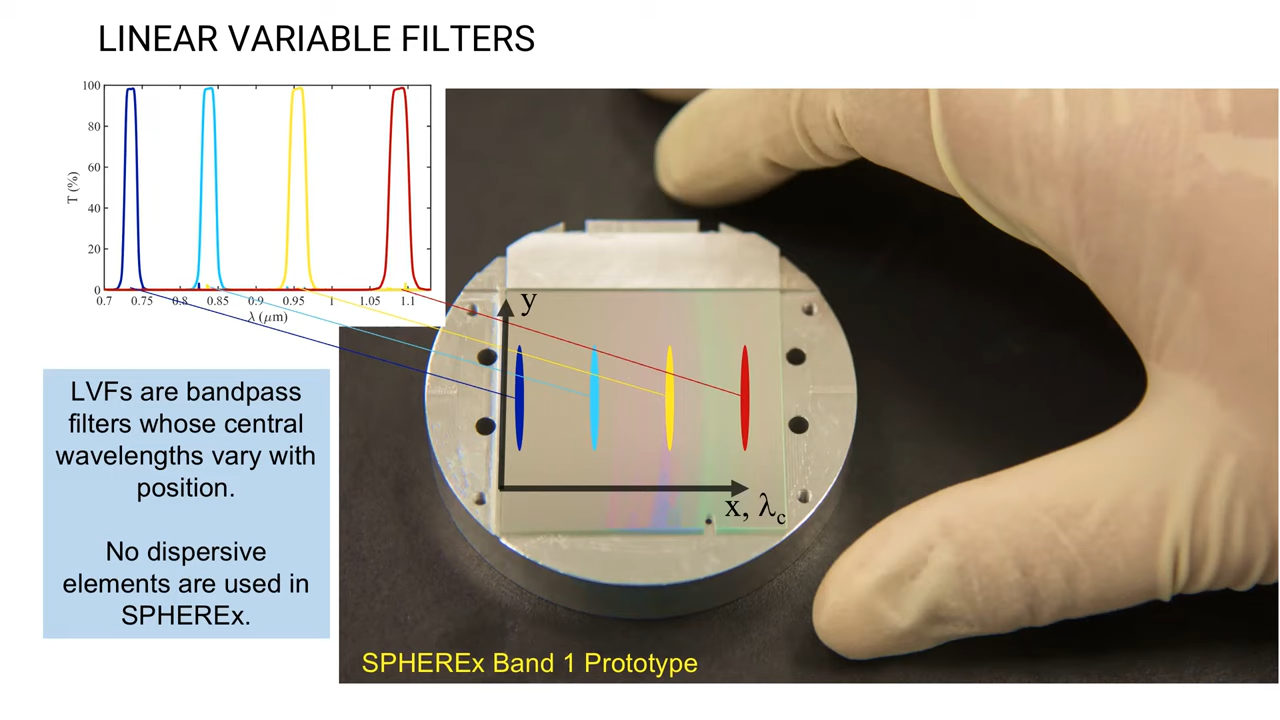 LINEAR VARIABLE FILTERS
100
80
60
40
20
0
T (%)
0.7 0.75 0.8 0.85 0.9 0.95 1 1.05 1.1
λ (μm)
y
x, λc
LVFs are bandpass
filters whose central
wavelengths vary with
position.
No dispersive
elements are used in
SPHEREx.
SPHEREx Band 1 Prototype